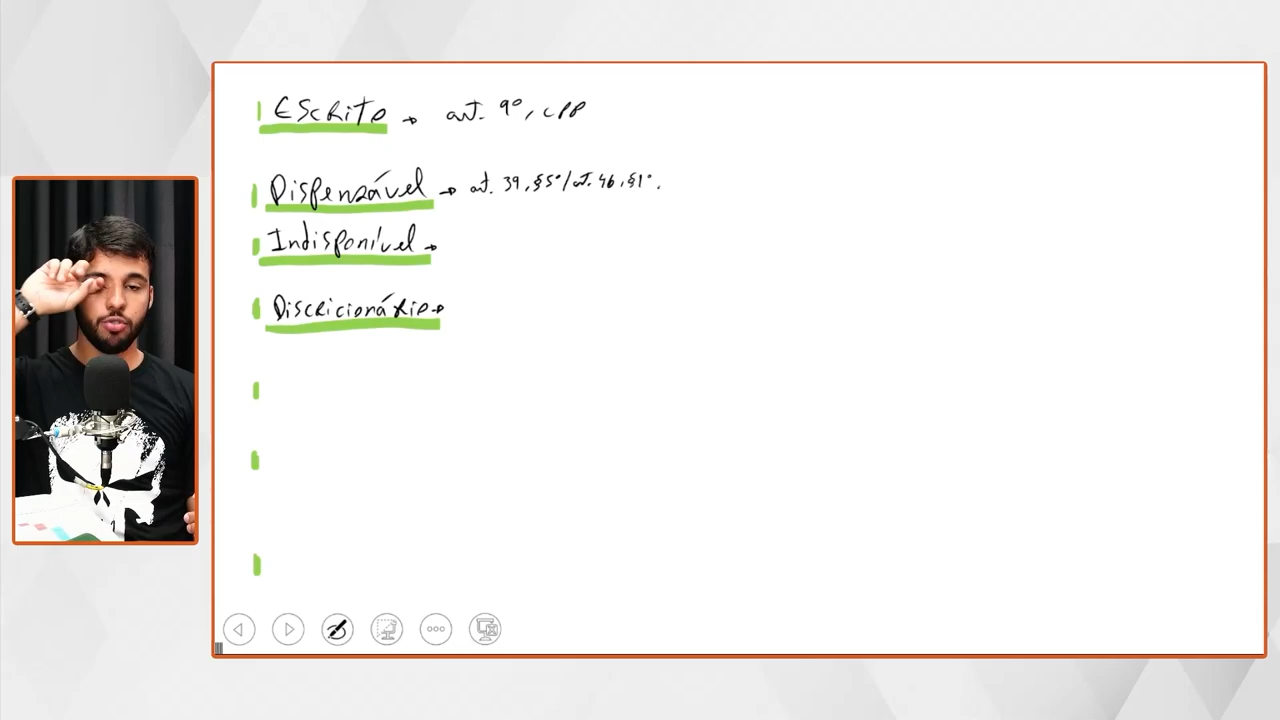 Escrito → art. 9º, CPP
Dispensável → art. 39, §5º/art. 46, §1º.
Indisponível →
Discricionário →